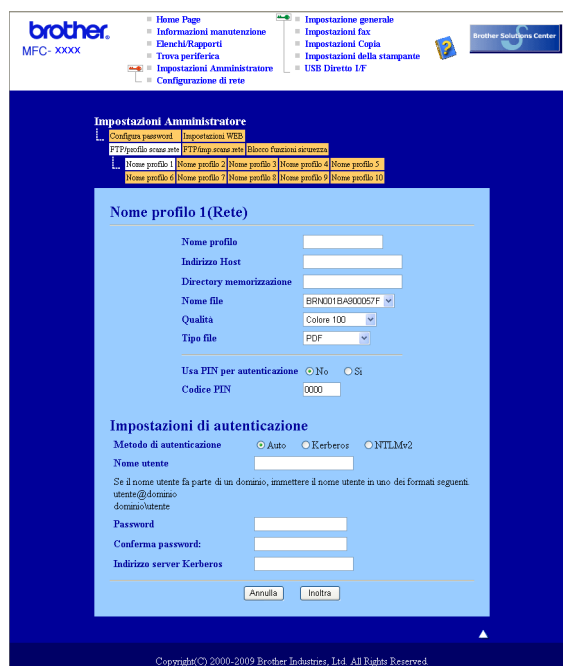 brother.
MFC- XXXX
Home Page
Informazioni manutenzione
Elenchi/Rapporti
Trova periferica
Impostazioni Amministratore
Configurazione di rete
Impostazione generale
Impostazioni fax
Impostazioni Copia
Impostazioni della stampante
USB Diretto I/F
Brother Solutions Center
Impostazioni Amministratore
Configura password Impostazioni WEB
FTP/profilo scans.rete FTP/imp.scans.rete Blocco funzioni sicurezza
Nome profilo 1 Nome profilo 2 Nome profilo 3 Nome profilo 4 Nome profilo 5
Nome profilo 6 Nome profilo 7 Nome profilo 8 Nome profilo 9 Nome profilo 10
Nome profilo 1(Rete)
Nome profilo
Indirizzo Host
Directory memorizzazione
Nome file BRN001BA900057F
Qualità Colore 100
Tipo file PDF
Usa PIN per autenticazione No Si
Codice PIN 0000
Impostazioni di autenticazione
Metodo di autenticazione Auto Kerberos NTLMv2
Nome utente
Se il nome utente fa parte di un dominio, immettere il nome utente in uno dei formati seguenti.
utente@dominio
dominio\utente
Password
Conferma password:
Indirizzo server Kerberos
Annulla Inoltra
Copyright(C) 2000-2009 Brother Industries, Ltd. All Rights Reserved.